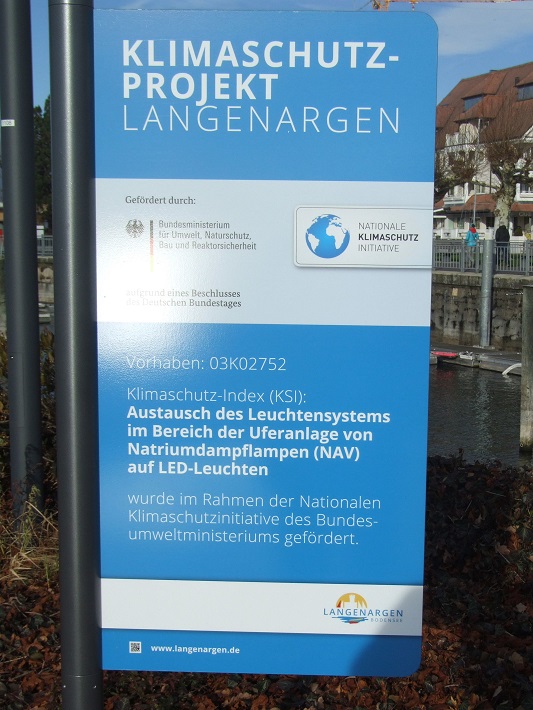 KLIMASCHUTZ-
PROJEKT
LANGENARGEN
Gefördert durch:
Bundesministerium
für Umwelt, Naturschutz,
Bau und Reaktorsicherheit
NATIONALE
KLIMASCHUTZ
INITIATIVE
aufgrund eines Beschlusses
des Deutschen Bundestages
Vorhaben: 03K02752
Klimaschutz-Index (KSI):
Austausch des Leuchtensystems
im Bereich der Uferanlage von
Natriumdampflampen (NAV)
auf LED-Leuchten
wurde im Rahmen der Nationalen
Klimaschutzinitiative des Bundes-
umweltministeriums gefördert.
LANGENARGEN
BODENSEE
www.langenargen.de